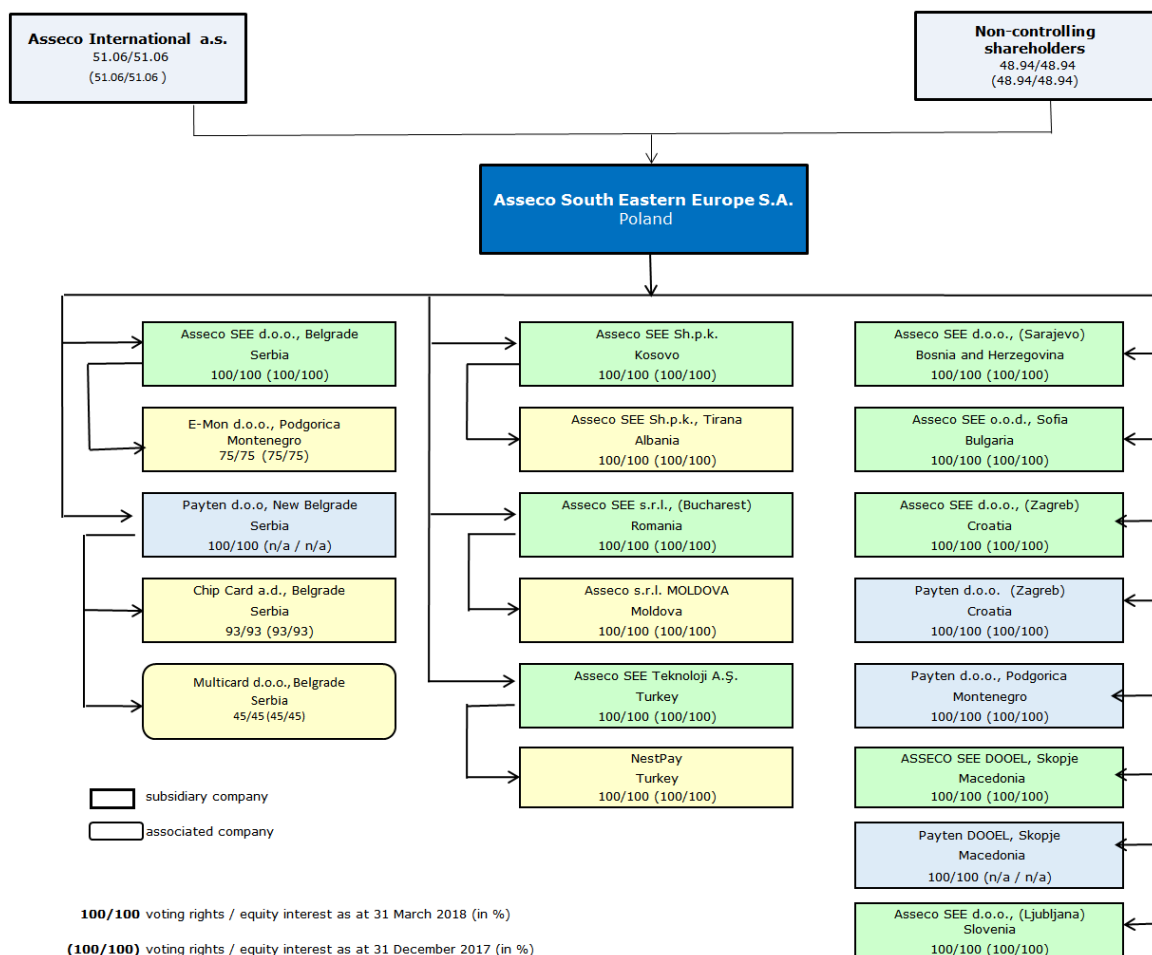 Asseco International a.s.
51.06/51.06
(51.06/51.06 )
Non-controlling
shareholders
48.94/48.94
(48.94/48.94)
Asseco South Eastern Europe S.A.
Poland
Asseco SEE d.o.o., Belgrade
Serbia
100/100 (100/100)
E-Mon d.o.o., Podgorica
Montenegro
75/75 (75/75)
Payten d.o.o, New Belgrade
Serbia
100/100 (n/a / n/a)
Chip Card a.d., Belgrade
Serbia
93/93 (93/93)
Multicard d.o.o., Belgrade
Serbia
45/45 (45/45)
Asseco SEE Sh.p.k.
Kosovo
100/100 (100/100)
Asseco SEE Sh.p.k., Tirana
Albania
100/100 (100/100)
Asseco SEE s.r.l., (Bucharest)
Romania
100/100 (100/100)
Asseco s.r.l. MOLDOVA
Moldova
100/100 (100/100)
Asseco SEE Teknoloji A.Ş.
Turkey
100/100 (100/100)
NestPay
Turkey
100/100 (100/100)
Asseco SEE d.o.o., (Sarajevo)
Bosnia and Herzegovina
100/100 (100/100)
Asseco SEE o.o.d., Sofia
Bulgaria
100/100 (100/100)
Asseco SEE d.o.o., (Zagreb)
Croatia
100/100 (100/100)
Payten d.o.o. (Zagreb)
Croatia
100/100 (100/100)
Payten d.o.o., Podgorica
Montenegro
100/100 (100/100)
ASSECO SEE DOOEL, Skopje
Macedonia
100/100 (100/100)
Payten DOOEL, Skopje
Macedonia
100/100 (n/a / n/a)
Asseco SEE d.o.o., (Ljubljana)
Slovenia
100/100 (100/100)
subsidiary company
associated company
100/100 voting rights / equity interest as at 31 March 2018 (in %)
(100/100) voting rights / equity interest as at 31 December 2017 (in %)